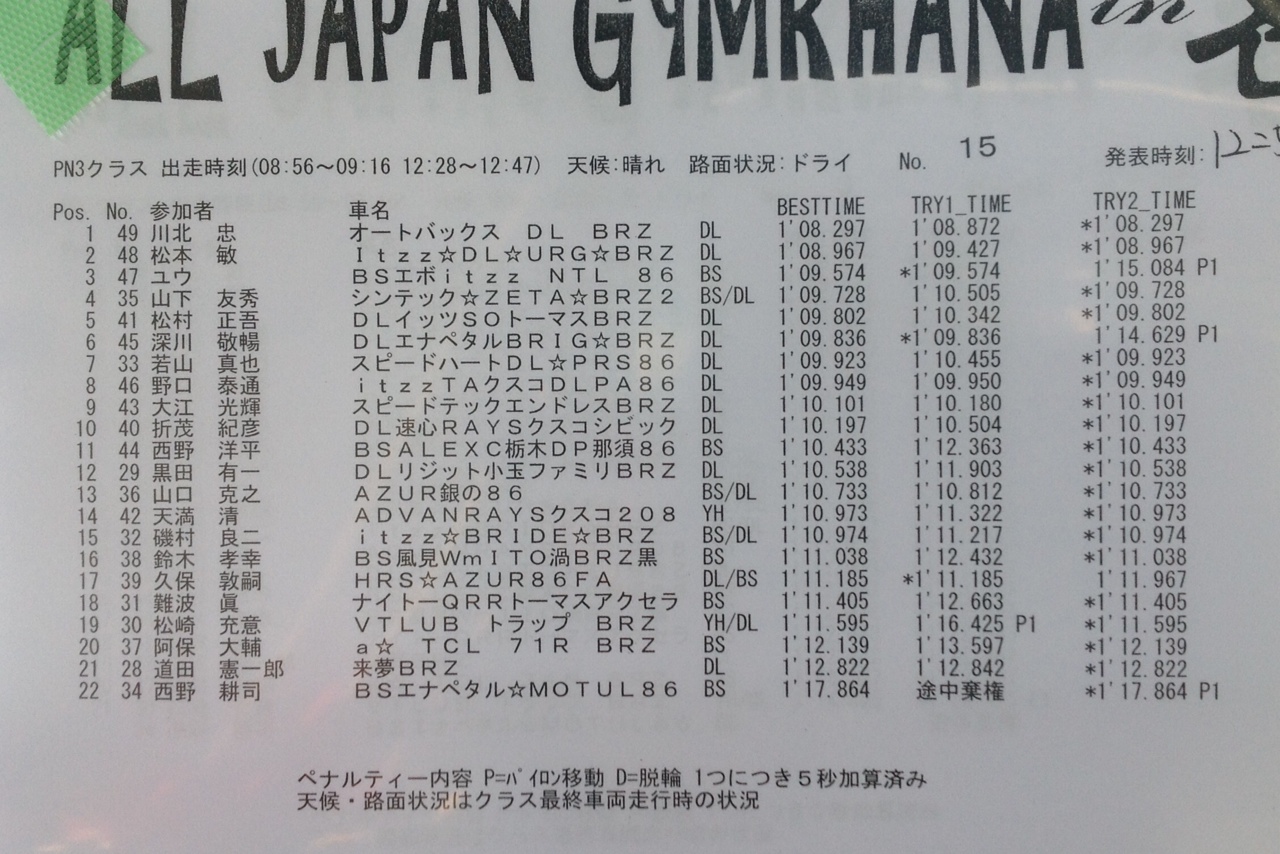 ALL JAPAN GYMRHANA in
PN3クラス 出走時刻(08:56～09:16 12:28～12:47) 天候:晴れ 路面状況:ドライ No. 15 発表時刻:
Pos. No. 参加者 車名 BESTTIME TRY1_TIME TRY2_TIME
1 49 川北 忠 オートバックス DL BRZ DL 1'08.297 1'08.872 *1'08.297
2 48 松本 敏 Itzz☆DL☆URG☆BRZ DL 1'08.967 1'09.427 *1'08.967
3 47 ユウ BSエボitzz NTL 86 BS 1'09.574 *1'09.574 1'15.084 P1
4 35 山下 友秀 シンテック☆ZETA☆BRZ2 BS/DL 1'09.728 1'10.505 *1'09.728
5 41 松村 正吾 DLイッツSOトーマスBRZ DL 1'09.802 1'10.342 *1'09.802
6 45 深川 敬暢 DLエナペタルBRIG☆BRZ DL 1'09.836 *1'09.836 1'14.629 P1
7 33 若山 真也 スピードハートDL☆PRS86 DL 1'09.923 1'10.455 *1'09.923
8 46 野口 泰通 itzzTAクスコDLPA86 DL 1'09.949 1'09.950 *1'09.949
9 43 大江 光輝 スピードテックエンドレスBRZ DL 1'10.101 1'10.180 *1'10.101
10 40 折茂 紀彦 DL速心RAYSクスコシビック DL 1'10.197 1'10.504 *1'10.197
11 44 西野 洋平 BSALEXC栃木DP那須86 BS 1'10.433 1'12.363 *1'10.433
12 29 黒田 有一 DLリジット小玉ファミリBRZ DL 1'10.538 1'11.903 *1'10.538
13 36 山口 克之 AZUR銀の86 BS/DL 1'10.733 1'10.812 *1'10.733
14 42 天満 清 ADVANRAYSクスコ208 YH 1'10.973 1'11.322 *1'10.973
15 32 磯村 良二 itzz☆BRIDE☆BRZ BS/DL 1'10.974 1'11.217 *1'10.974
16 38 鈴木 孝幸 BS風見WmITO渦BRZ黒 BS 1'11.038 1'12.432 *1'11.038
17 39 久保 敦嗣 HRS☆AZUR86FA DL/BS 1'11.185 *1'11.185 1'11.967
18 31 難波 眞 ナイトーQRRトーマスアクセラ BS 1'11.405 1'12.663 *1'11.405
19 30 松崎 充意 VTLUB トラップ BRZ YH/DL 1'11.595 1'16.425 P1 *1'11.595
20 37 阿保 大輔 a☆ TCL 71R BRZ BS 1'12.139 1'13.597 *1'12.139
21 28 道田 憲一郎 来夢BRZ DL 1'12.822 1'12.842 *1'12.822
22 34 西野 耕司 BSエナペタル☆MOTUL86 BS 1'17.864 途中棄権 *1'17.864 P1
ペナルティー内容 P=ﾊﾟｲﾛﾝ移動 D=脱輪 1つにつき5秒加算済み
天候・路面状況はクラス最終車両走行時の状況